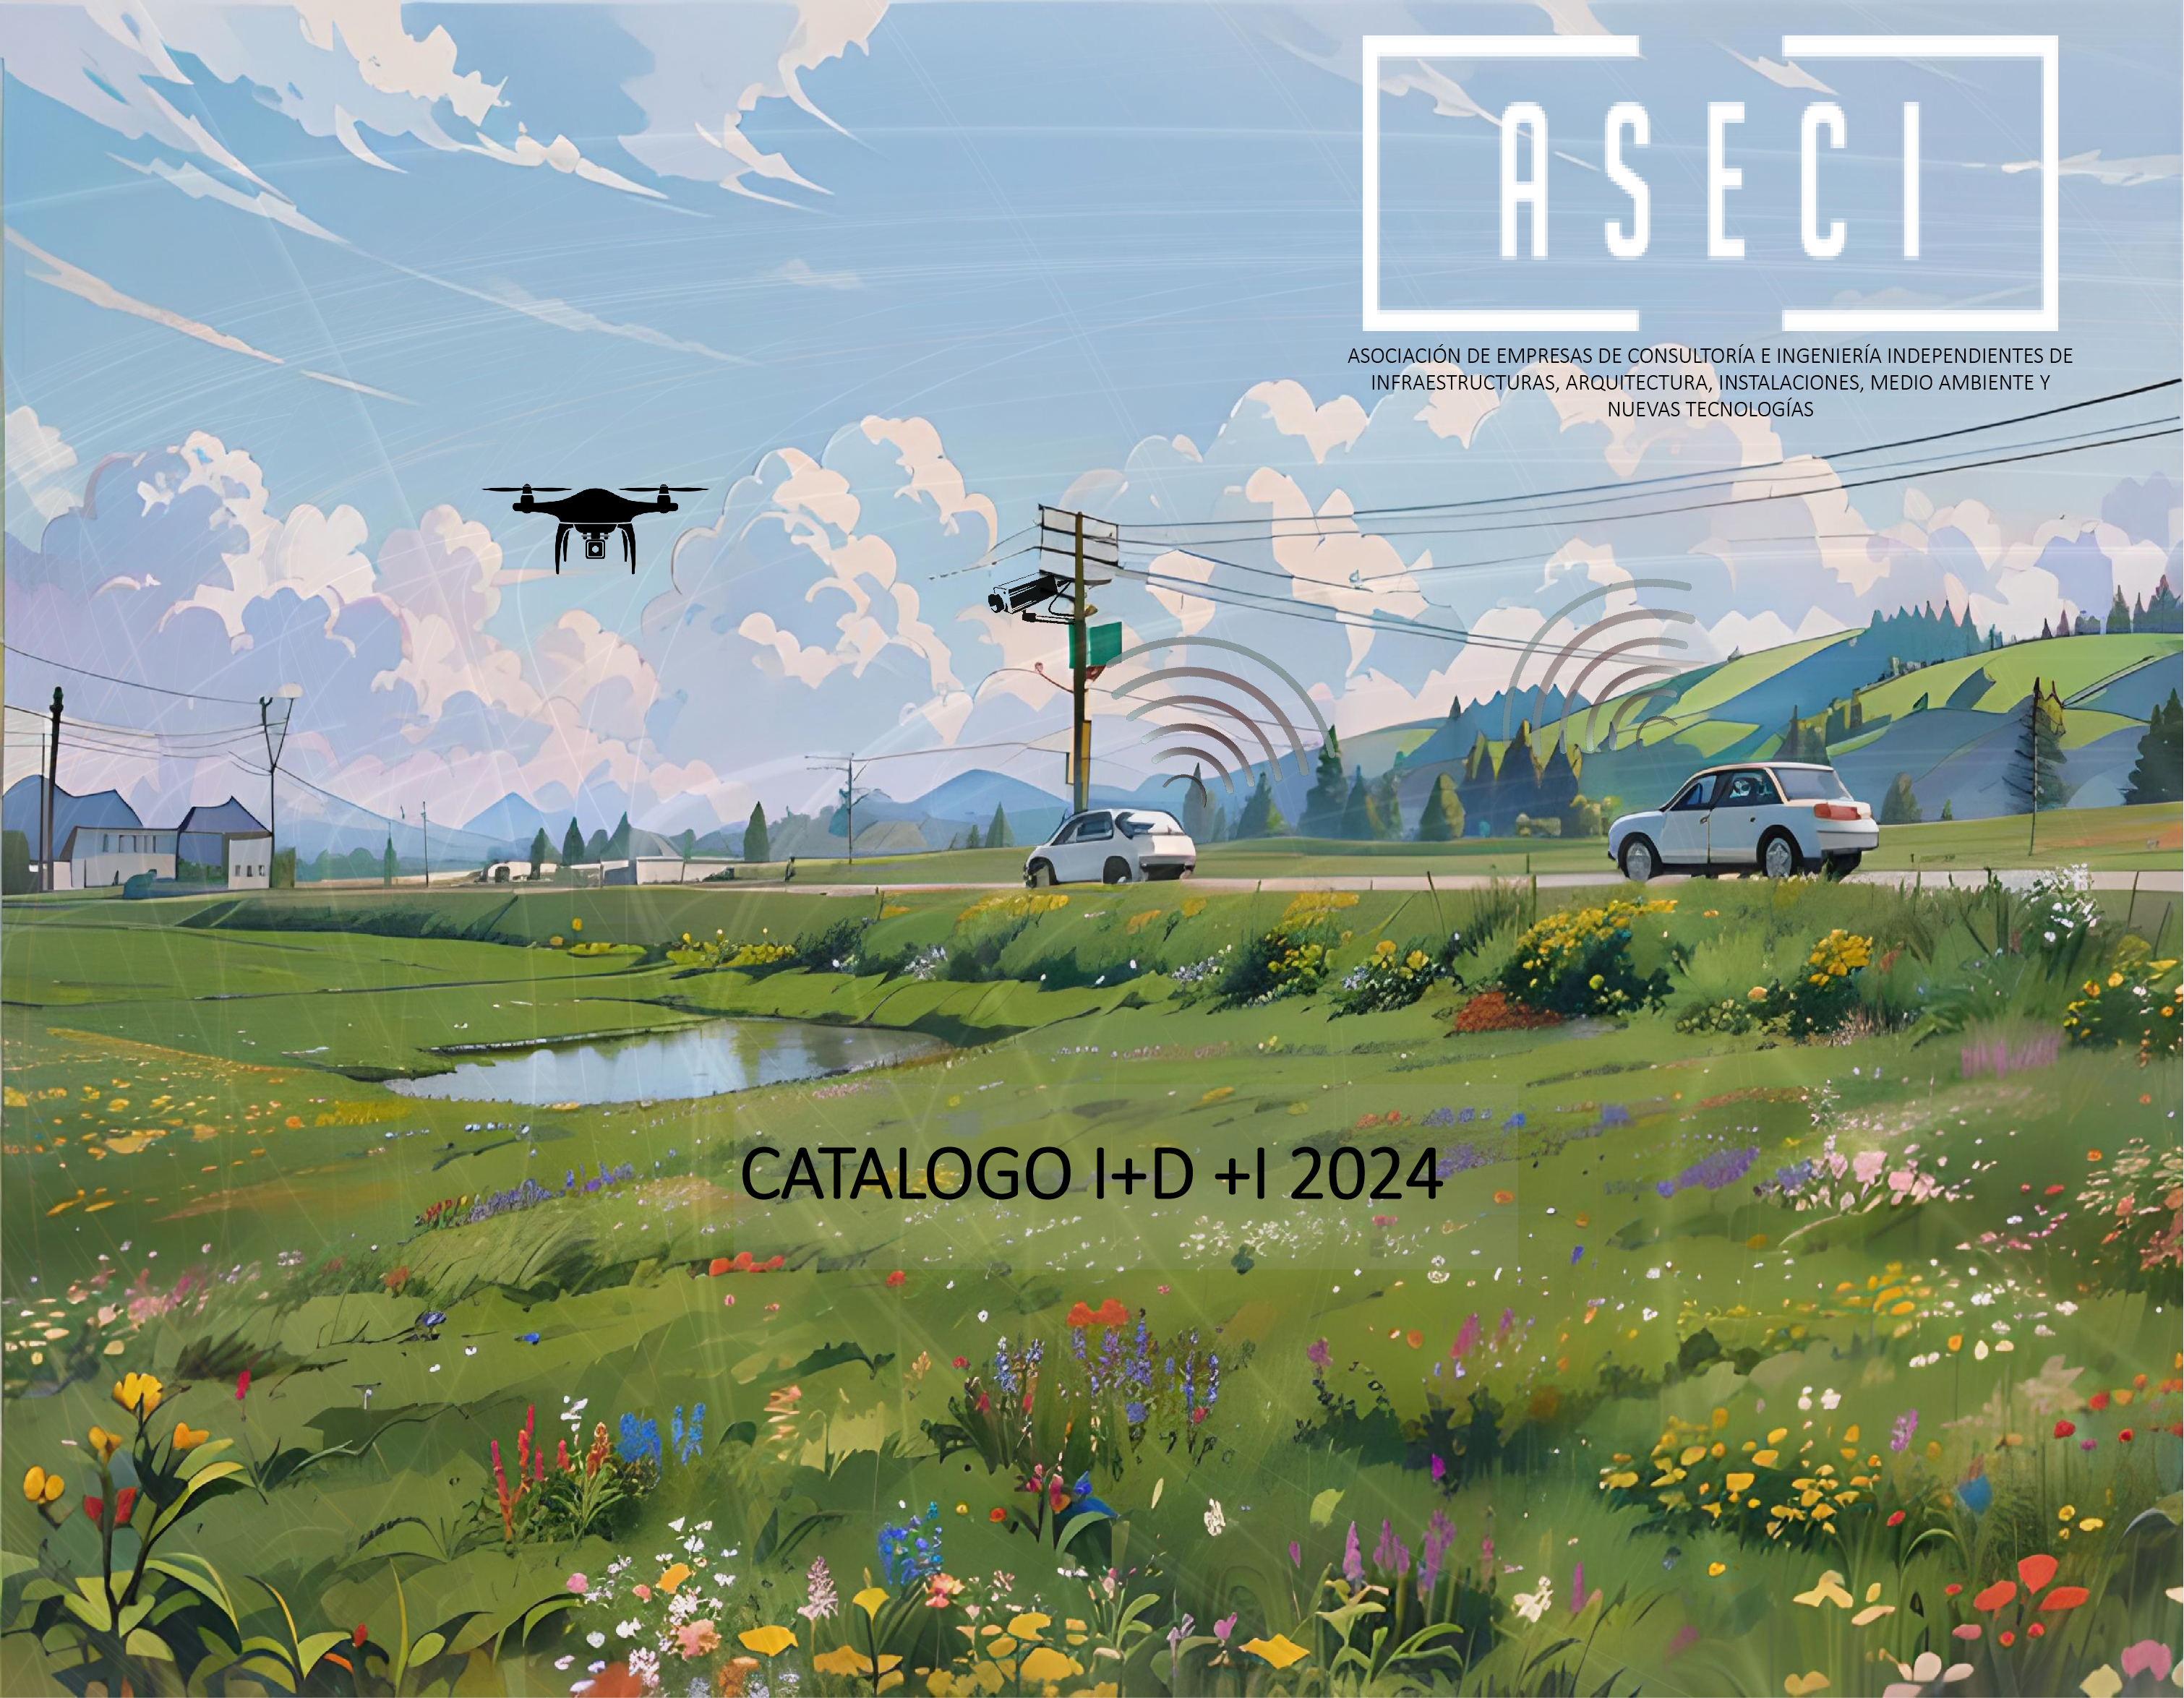 ASECI
ASOCIACIÓN DE EMPRESAS DE CONSULTORÍA E INGENIERÍA INDEPENDIENTES DE
INFRAESTRUCTURAS, ARQUITECTURA, INSTALACIONES, MEDIO AMBIENTE Y
NUEVAS TECNOLOGÍAS
CATALOGO I+D +I 2024